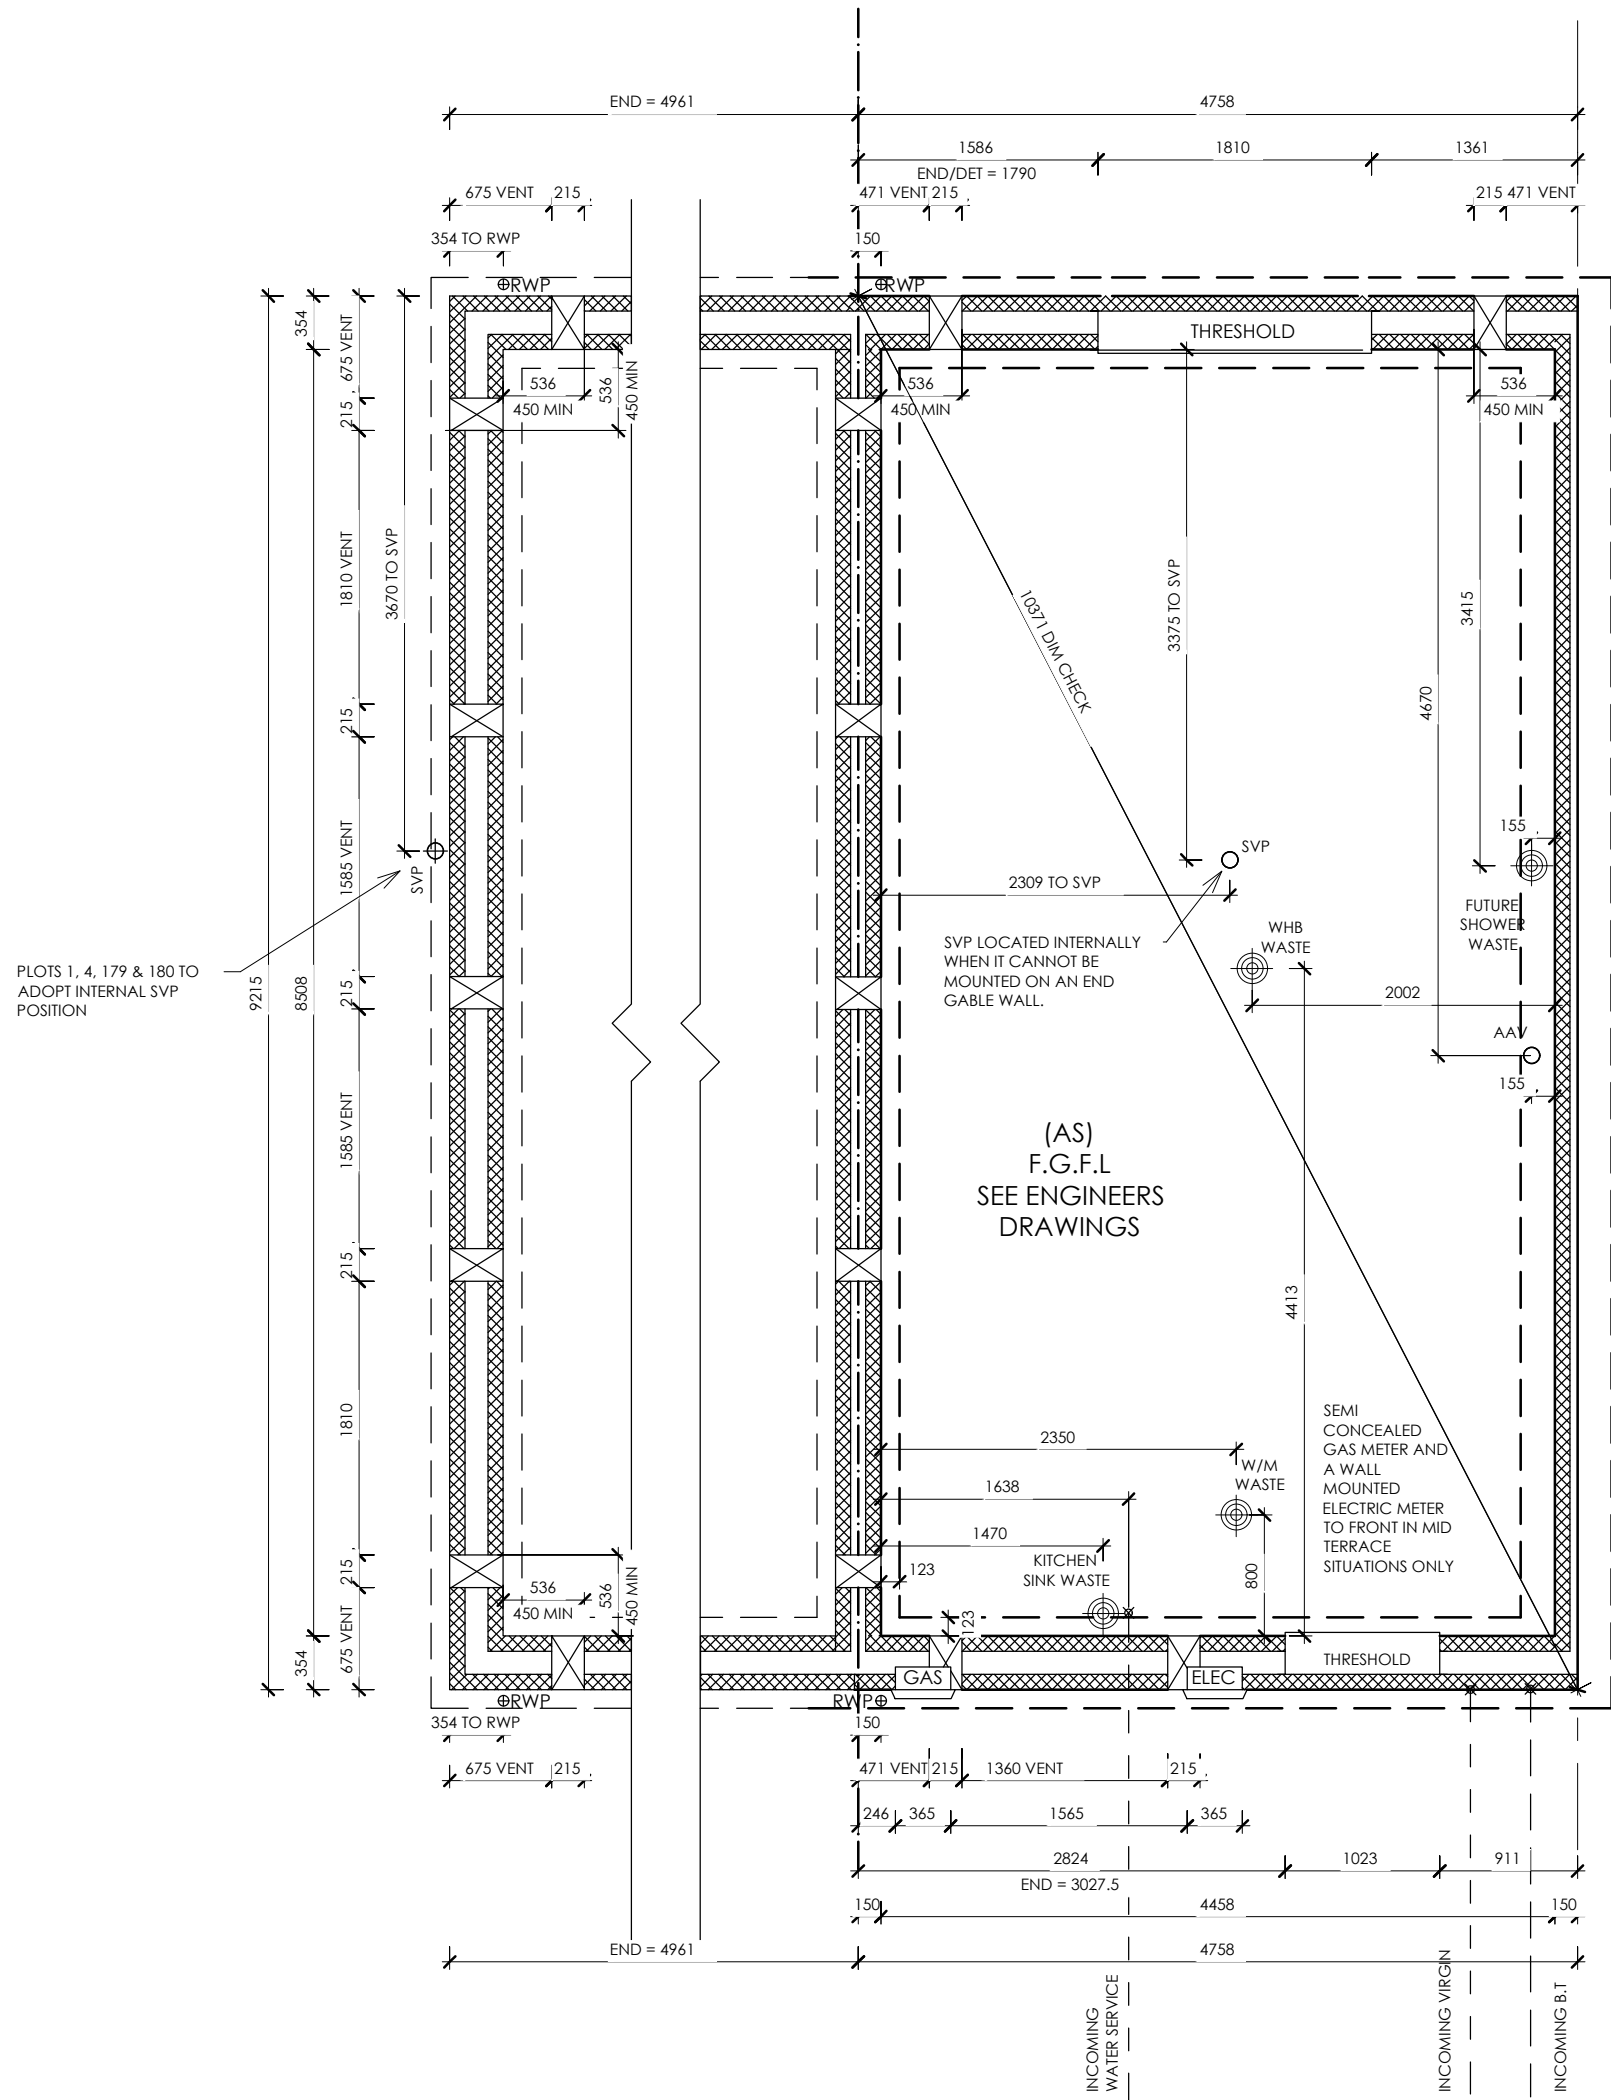 END = 4961
4758
1586
1810
1361
END/DET = 1790
675 VENT
215
471 VENT
215
215
471 VENT
354 TO RWP
150
RWP
RWP
THRESHOLD
354
675 VENT
536
450 MIN
536
450 MIN
536
450 MIN
536
450 MIN
215
1810 VENT
3670 TO SVP
10371 DIM CHECK
3375 TO SVP
3415
4670
215
1585 VENT
SVP
SVP
155
2309 TO SVP
FUTURE
SHOWER
WASTE
WHB
WASTE
SVP LOCATED INTERNALLY
WHEN IT CANNOT BE
MOUNTED ON AN END
GABLE WALL.
PLOTS 1, 4, 179 & 180 TO
ADOPT INTERNAL SVP
POSITION
9215
8508
215
2002
AAV
155
1585 VENT
(AS)
F.G.F.L
SEE ENGINEERS
DRAWINGS
215
4413
1810
SEMI
CONCEALED
GAS METER AND
A WALL
MOUNTED
ELECTRIC METER
TO FRONT IN MID
TERRACE
SITUATIONS ONLY
2350
W/M
WASTE
1638
1470
KITCHEN
SINK WASTE
123
800
215
536
450 MIN
536
450 MIN
123
354
675 VENT
GAS
ELEC
THRESHOLD
RWP
RWP
354 TO RWP
150
675 VENT
215
471 VENT
215
1360 VENT
215
246
365
1565
365
2824
1023
911
END = 3027.5
150
4458
150
END = 4961
4758
INCOMING
WATER SERVICE
INCOMING VIRGIN
INCOMING B.T